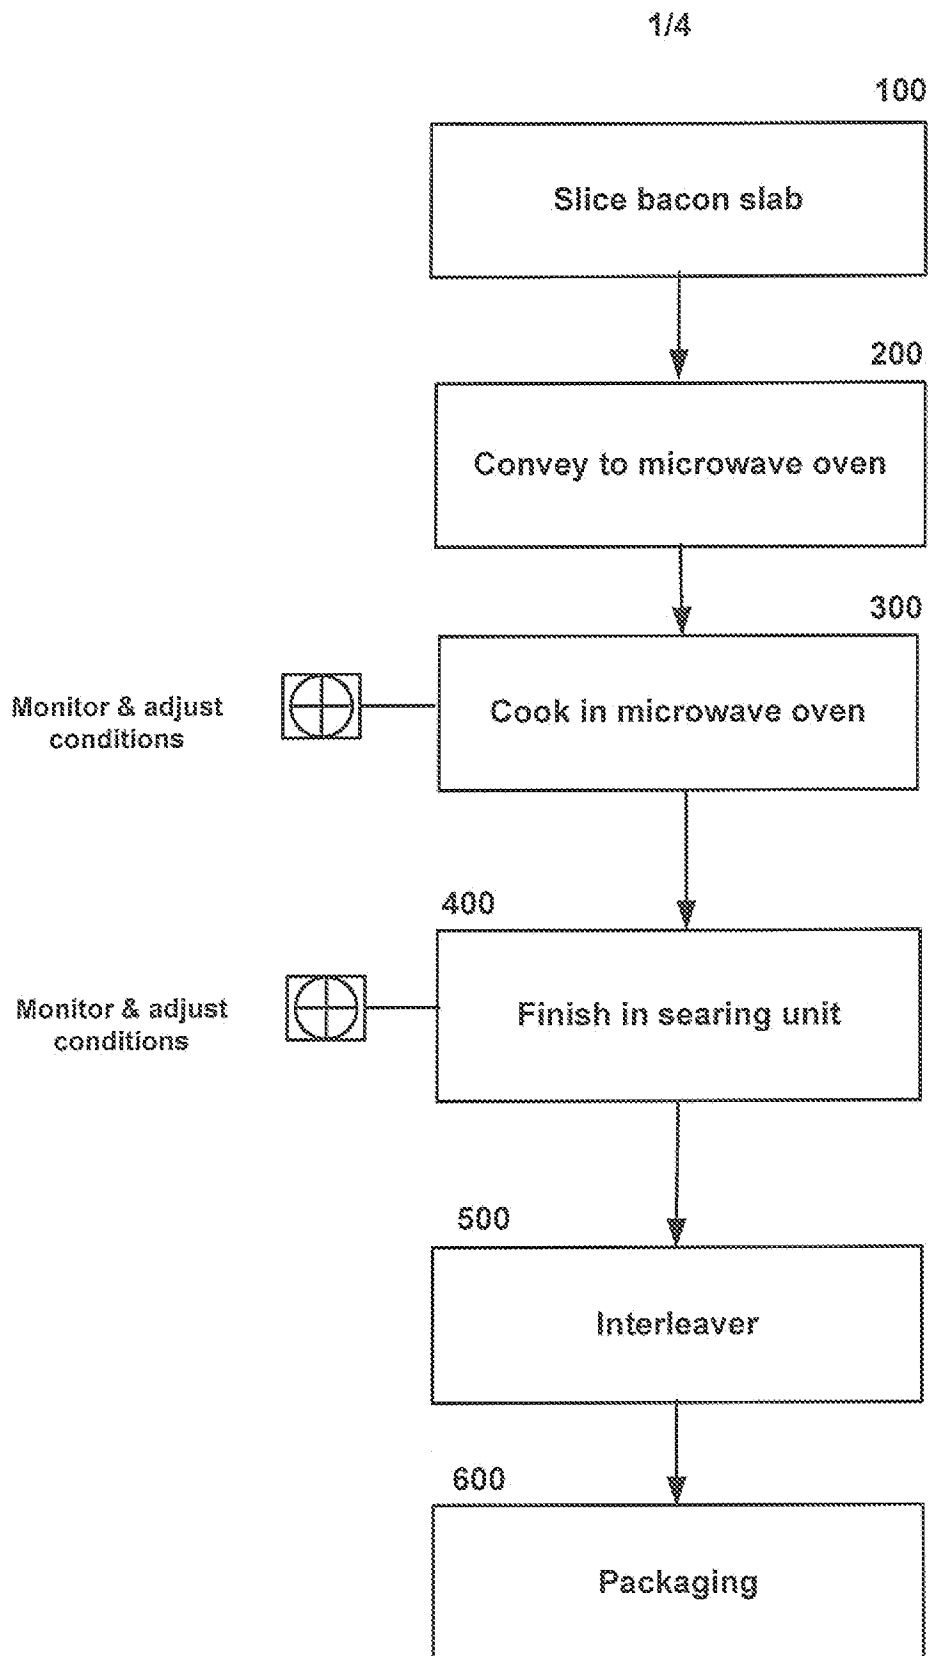 1/4
100
Slice bacon slab
200
Convey to microwave oven
300
Monitor & adjust
conditions
Cook in microwave oven
400
Monitor & adjust
conditions
Finish in searing unit
500
Interleaver
600
Packaging